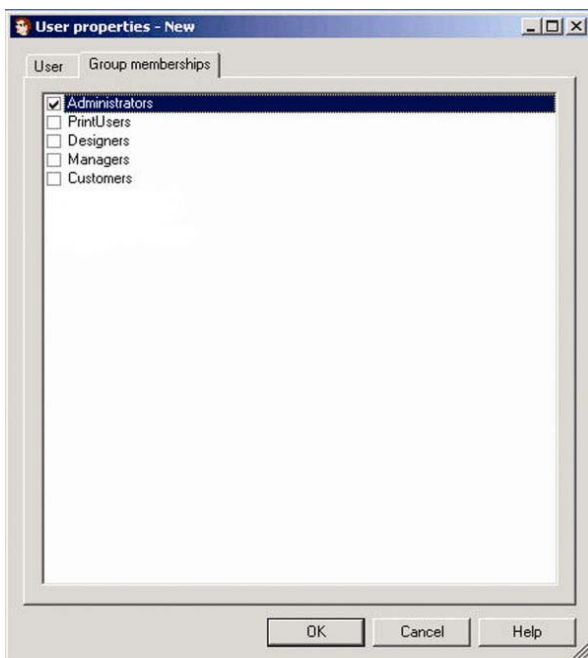 User properties - New
User Group memberships
Administrators
PrintUsers
Designers
Managers
Customers
OK Cancel Help